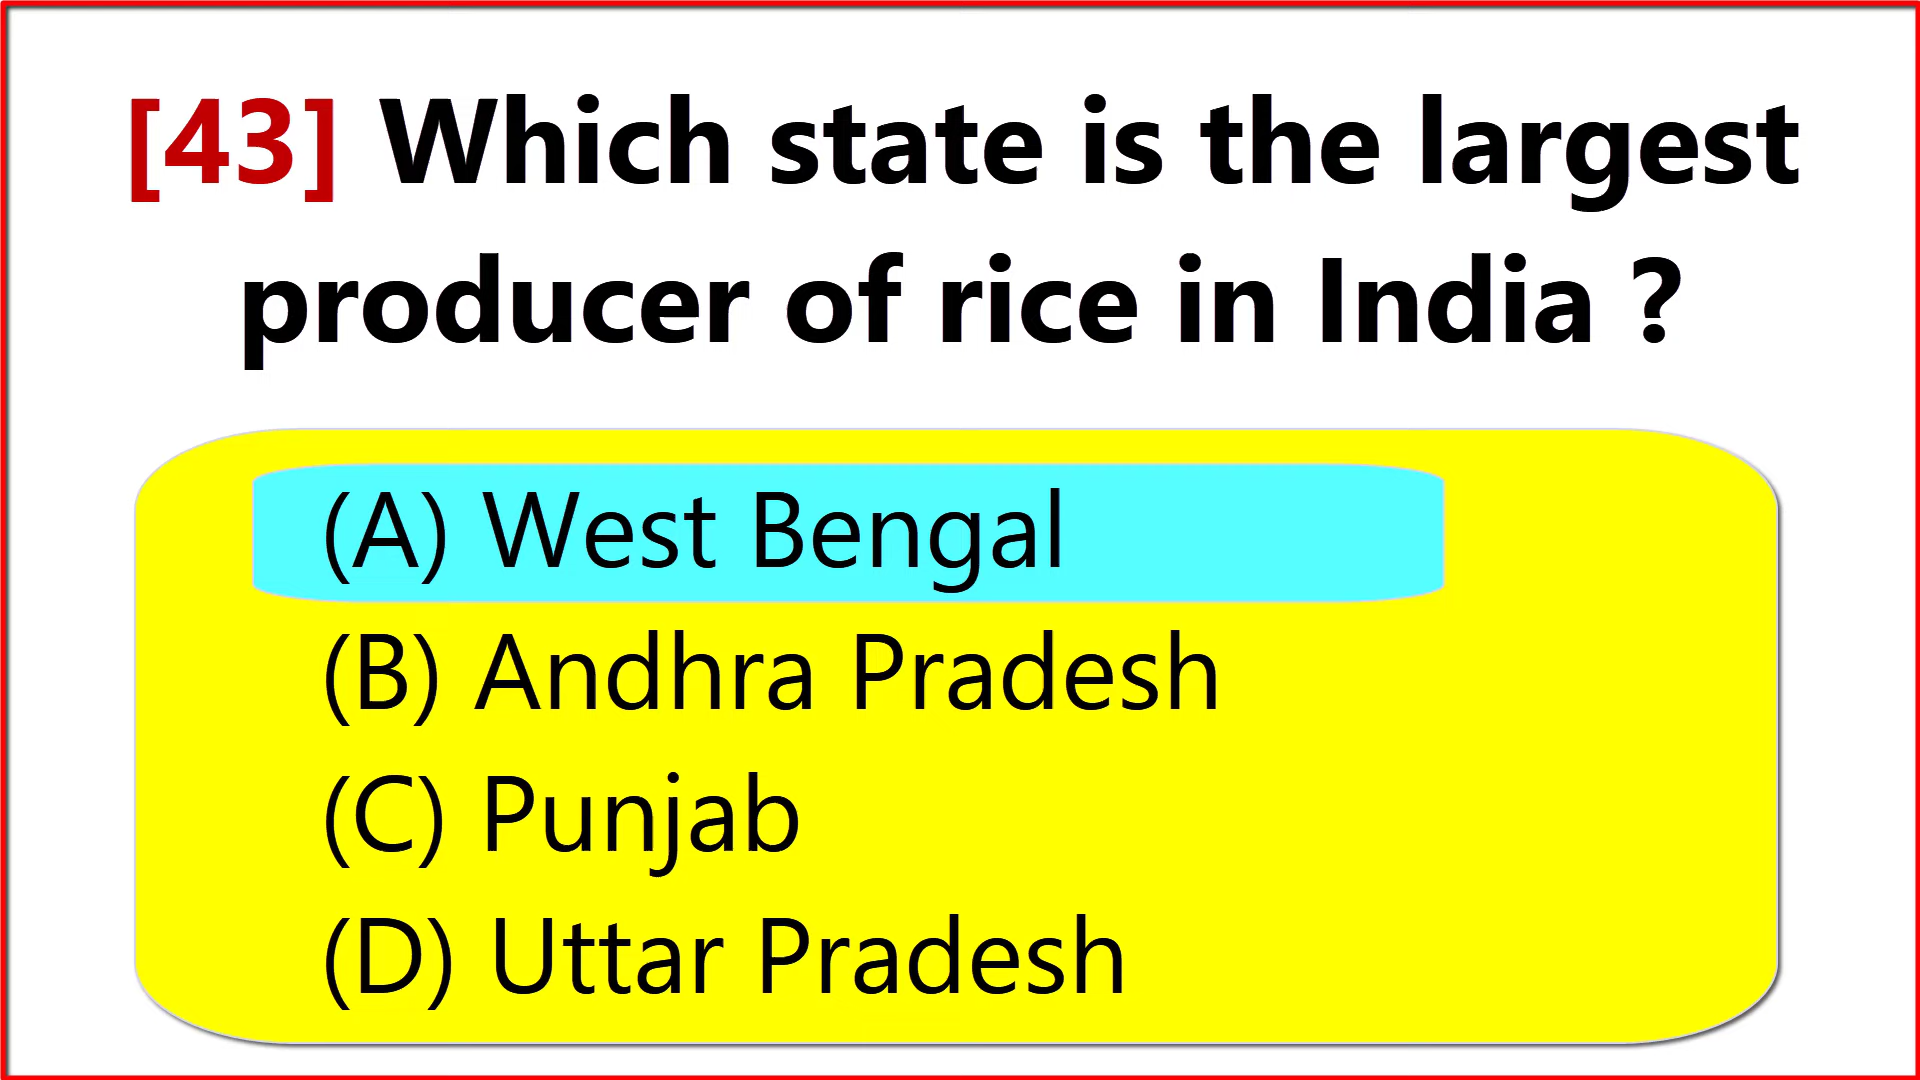 [43] Which state is the largest
producer of rice in India ?
(A) West Bengal
(B) Andhra Pradesh
(C) Punjab
(D) Uttar Pradesh